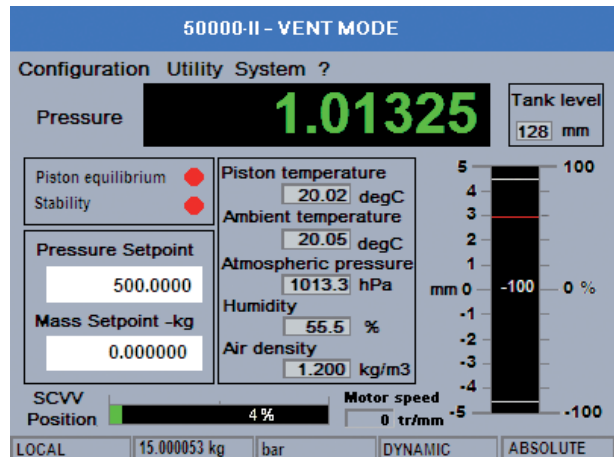 50000-II – VENT MODE
Configuration Utility System ?
Pressure
1.01325
Tank level
128 mm
Piston equilibrium
Stability
Pressure Setpoint
500.0000
Mass Setpoint –kg
0.000000
Piston temperature
20.02 degC
Ambient temperature
20.05 degC
Atmospheric pressure
1013.3 hPa
Humidity
55.5 %
Air density
1.200 kg/m3
5
4
3
2
1
mm 0
-1
-2
-3
-4
-5
-100
100
0 %
-100
SCVV
Position
4 %
Motor speed
0 tr/mm
LOCAL
15.000053 kg
bar
DYNAMIC
ABSOLUTE